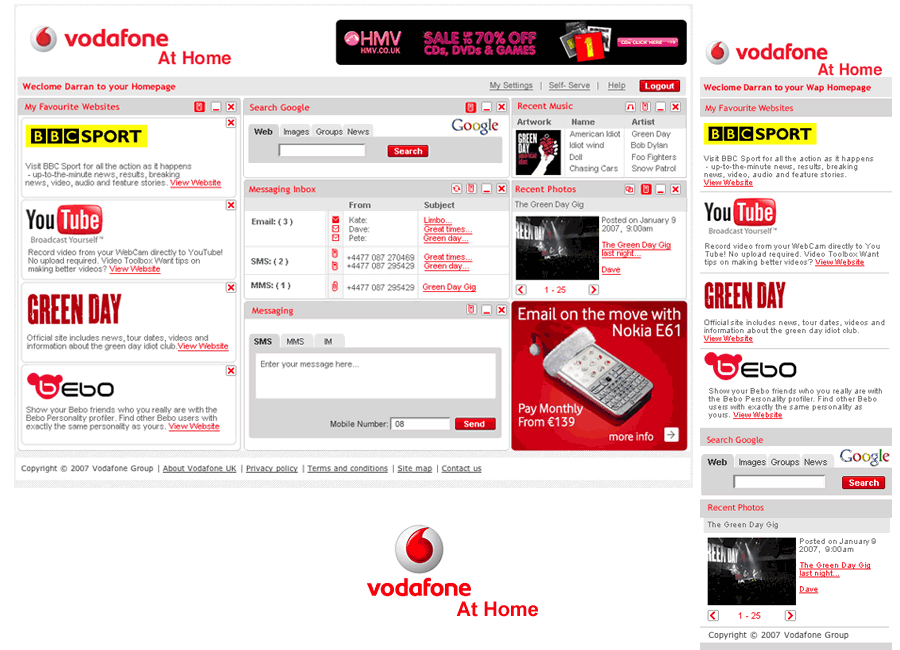 vodafone
At Home
HMV
HMV.CO.UK
SALE UP TO 70% OFF
CDs, DVDs & GAMES
Weclome Darran to your Homepage
My Settings | Self- Serve | Help Logout
My Favourite Websites
BBC SPORT
Visit BBC Sport for all the action as it happens
- up-to-the-minute news, results, breaking
news, video, audio and feature stories. View Website
YouTube
Broadcast Yourself™
Record video from your WebCam directly to YouTube!
No upload required. Video Toolbox Want tips on
making better videos? View Website
GREEN DAY
Official site includes news, tour dates, videos and
information about the green day idiot club.View Website
Bebo
Show your Bebo friends who you really are with the
Bebo Personality profiler. Find other Bebo users with
exactly the same personality as yours. View Website
Search Google
Web Images Groups News Google
Search
Messaging Inbox
From Subject
Email: ( 3 ) Kate: Limbo...
Dave: Great times...
Pete: Green day...
SMS: ( 2 ) +4477 087 270469 Great times...
+4477 087 295429 Green day...
MMS: ( 1 ) +4477 087 295429 Green Day Gig
Messaging
SMS MMS IM
Enter your message here...
Mobile Number: 08 Send
Recent Music
Artwork Name Artist
GREEN DAY
american idiot
American Idiot Green Day
Idiot wind Bob Dylan
Doll Foo Fighters
Chasing Cars Snow Patrol
Recent Photos
The Green Day Gig
Posted on January 9
2007, 9:00am
The Green Day Gig
last night...
Dave
1 - 25
Email on the move with
Nokia E61
Pay Monthly
From €139
more info
Copyright © 2007 Vodafone Group | About Vodafone UK | Privacy policy | Terms and conditions | Site map | Contact us
vodafone
At Home
vodafone
At Home
Weclome Darran to your Wap Homepage
My Favourite Websites
BBC SPORT
Visit BBC Sport for all the action as it happens
- up-to-the-minute news, results, breaking
news, video, audio and feature stories.
View Website
YouTube
Broadcast Yourself™
Record video from your WebCam directly to You
Tube! No upload required. Video Toolbox Want
tips on making better videos? View Website
GREEN DAY
Official site includes news, tour dates, videos and
information about the green day idiot club.
View Website
Bebo
Show your Bebo friends who you really are with
the Bebo Personality profiler. Find other Bebo
users with exactly the same personality as
yours. View Website
Search Google
Web Images Groups News Google
Search
Recent Photos
The Green Day Gig
Posted on January 9
2007, 9:00am
The Green Day Gig
last night...
Dave
1 - 25
Copyright © 2007 Vodafone Group